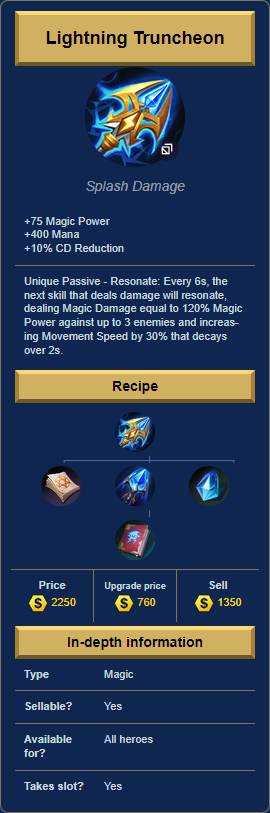 Lightning Truncheon
Splash Damage
+75 Magic Power
+400 Mana
+10% CD Reduction
Unique Passive - Resonate: Every 6s, the
next skill that deals damage will resonate,
dealing Magic Damage equal to 120% Magic
Power against up to 3 enemies and increas-
ing Movement Speed by 30% that decays
over 2s.
Recipe
Price Upgrade price Sell
$ 2250 $ 760 $ 1350
In-depth information
Type Magic
Sellable? Yes
Available All heroes
for?
Takes slot? Yes